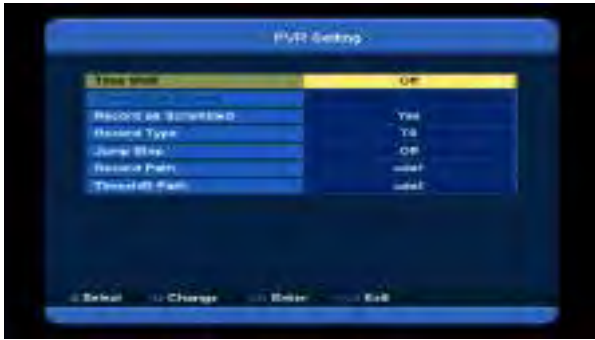 PVR Setting
Time Shift Off
Record as Scrambled Yes
Record Type TS
Jump Step Off
Record Path
Timeshift Path
Select Change Enter Exit